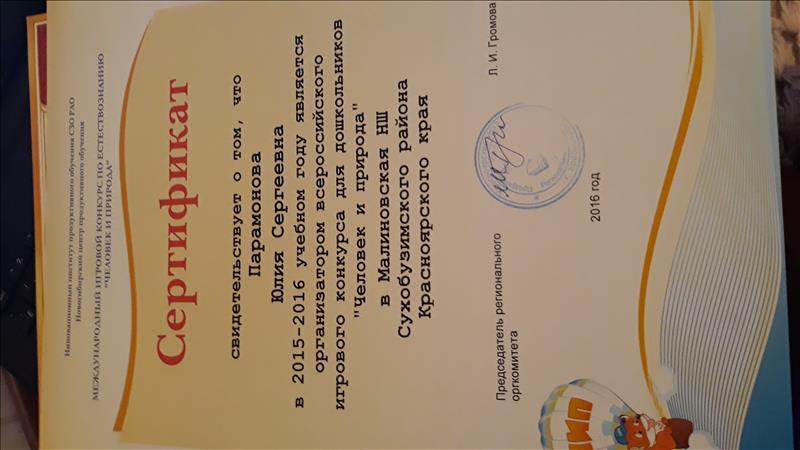 Инновационный институт продуктивного обучения СЗО РАО
Новосибирский центр продуктивного обучения
МЕЖДУНАРОДНЫЙ ИГРОВОЙ КОНКУРС ПО ЕСТЕСТВОЗНАНИЮ
"ЧЕЛОВЕК И ПРИРОДА"
Сертификат
свидетельствует о том, что
Парамонова
Юлия Сергеевна
в 2015-2016 учебном году является
организатором всероссийского
игрового конкурса для дошкольников
"Человек и природа"
в Малиновская НШ
Сухобузимского района
Красноярского края
Председатель регионального
оргкомитета
Л. И. Громова
2016 год
ЧИП